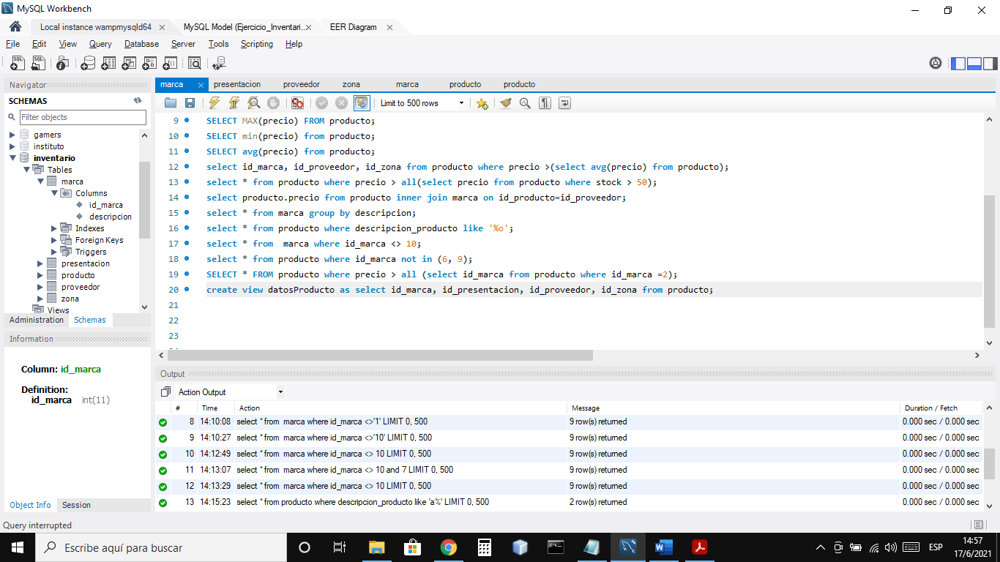 MySQL Workbench
Local instance wampmysqld64
MySQL Model (Ejercicio_Inventari..
EER Diagram
File Edit View Query Database Server Tools Scripting Help
Navigator
SCHEMAS
Filter objects
gamers
instituto
inventario
Tables
marca
Columns
id_marca
descripcion
Indexes
Foreign Keys
Triggers
presentacion
producto
proveedor
zona
Views
Administration Schemas
Information
Column: id_marca
Definition:
id_marca int(11)
Object Info Session
marca presentacion proveedor zona marca producto producto
Limit to 500 rows
9 SELECT MAX(precio) FROM producto;
10 SELECT min(precio) from producto;
11 SELECT avg(precio) from producto;
12 select id_marca, id_proveedor, id_zona from producto where precio >(select avg(precio) from producto);
13 select * from producto where precio > all(select precio from producto where stock > 50);
14 select producto.precio from producto inner join marca on id_producto=id_proveedor;
15 select * from marca group by descripcion;
16 select * from producto where descripcion_producto like '%o';
17 select * from  marca where id_marca <> 10;
18 select * from producto where id_marca not in (6, 9);
19 SELECT * FROM producto where precio > all (select id_marca from producto where id_marca =2);
20 create view datosProducto as select id_marca, id_presentacion, id_proveedor, id_zona from producto;
21
22
23
Output
Action Output
# Time Action Message Duration / Fetch
8 14:10:08 select * from  marca where id_marca <>'1' LIMIT 0, 500 9 row(s) returned 0.000 sec / 0.000 sec
9 14:10:27 select * from  marca where id_marca <>'10' LIMIT 0, 500 9 row(s) returned 0.000 sec / 0.000 sec
10 14:12:49 select * from  marca where id_marca <> 10 LIMIT 0, 500 9 row(s) returned 0.000 sec / 0.000 sec
11 14:13:07 select * from  marca where id_marca <> 10 and 7 LIMIT 0, 500 9 row(s) returned 0.000 sec / 0.000 sec
12 14:13:29 select * from  marca where id_marca <> 10 LIMIT 0, 500 9 row(s) returned 0.000 sec / 0.000 sec
13 14:15:23 select * from producto where descripcion_producto like 'a%' LIMIT 0, 500 2 row(s) returned 0.000 sec / 0.000 sec
Query interrupted
Escribe aquí para buscar
ESP
14:57
17/6/2021